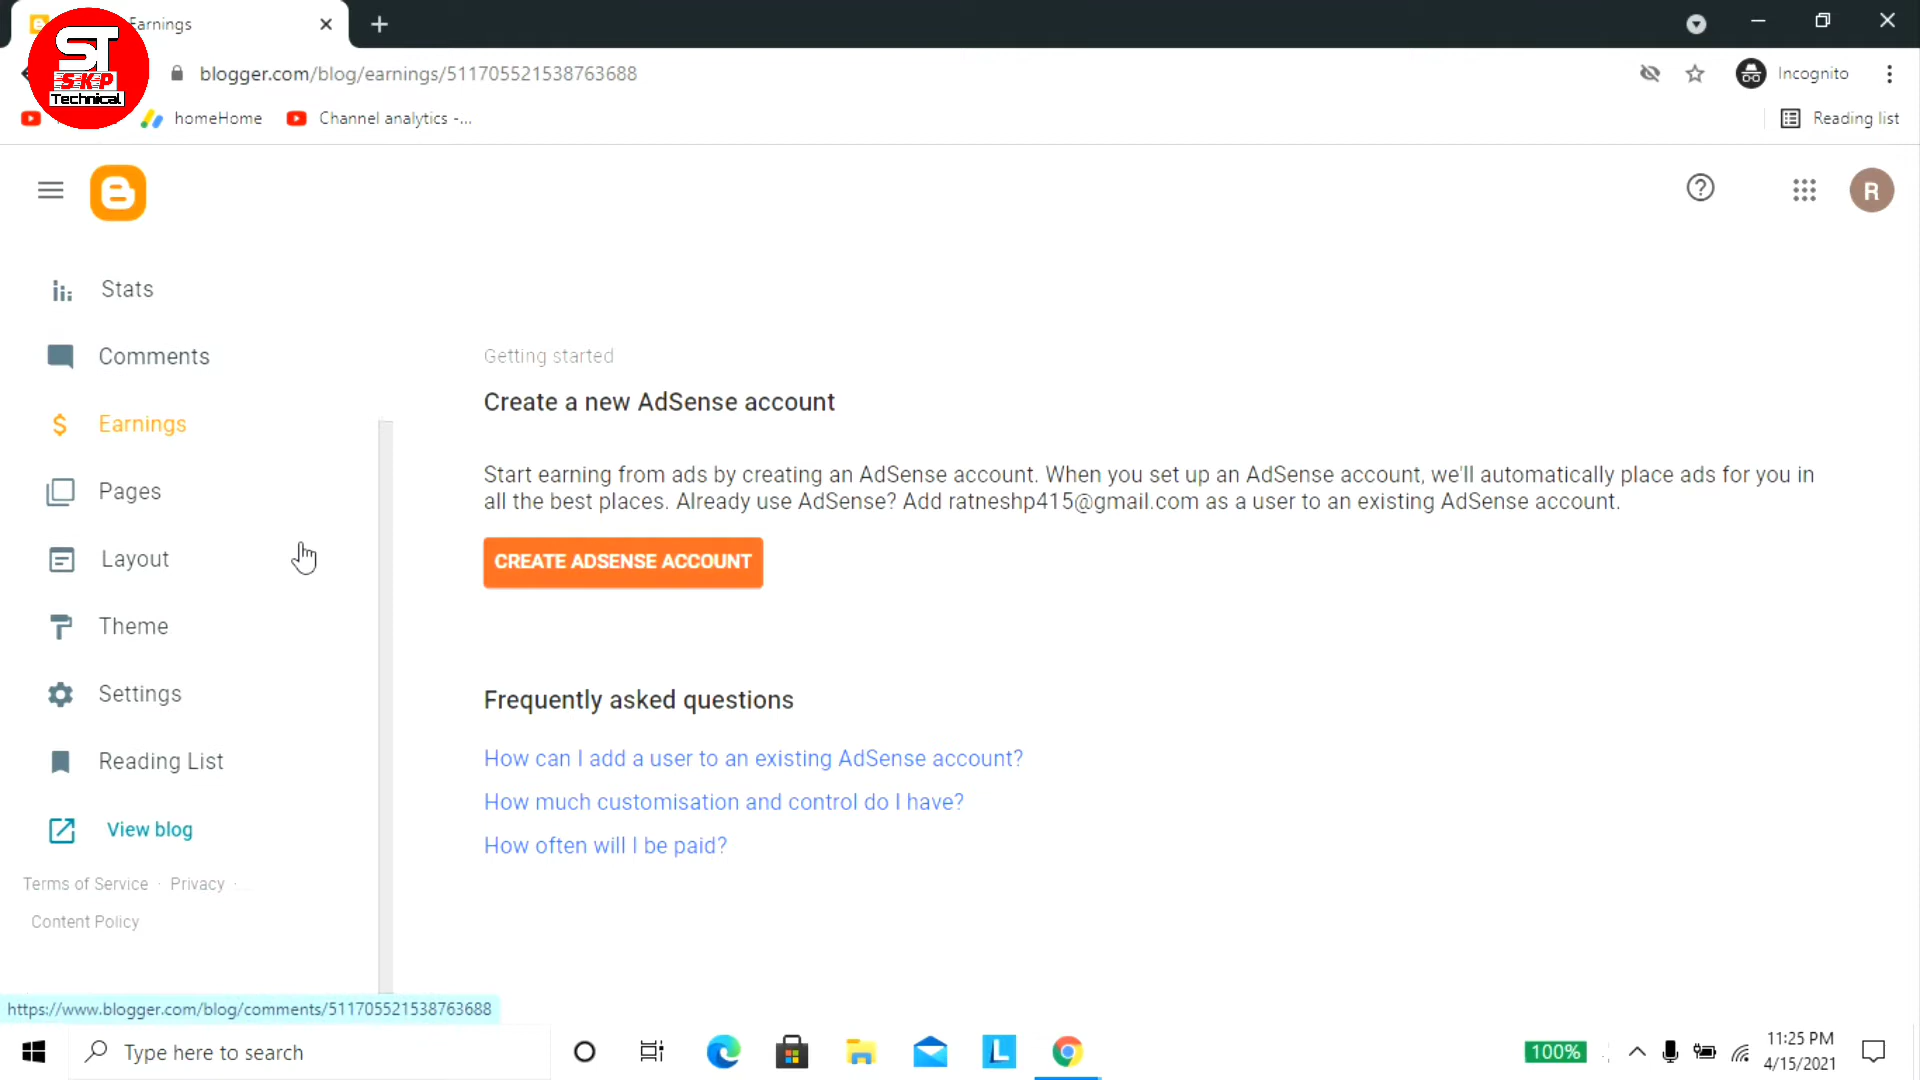 Earnings
ST
SKP
Technical
blogger.com/blog/earnings/511705521538763688
Incognito
homeHome
Channel analytics -...
Reading list
R
Stats
Comments
Earnings
Pages
Layout
Theme
Settings
Reading List
View blog
Terms of Service · Privacy ·
Content Policy
Getting started
Create a new AdSense account
Start earning from ads by creating an AdSense account. When you set up an AdSense account, we'll automatically place ads for you in
all the best places. Already use AdSense? Add ratneshp415@gmail.com as a user to an existing AdSense account.
CREATE ADSENSE ACCOUNT
Frequently asked questions
How can I add a user to an existing AdSense account?
How much customisation and control do I have?
How often will I be paid?
https://www.blogger.com/blog/comments/511705521538763688
Type here to search
L
100%
11:25 PM
4/15/2021